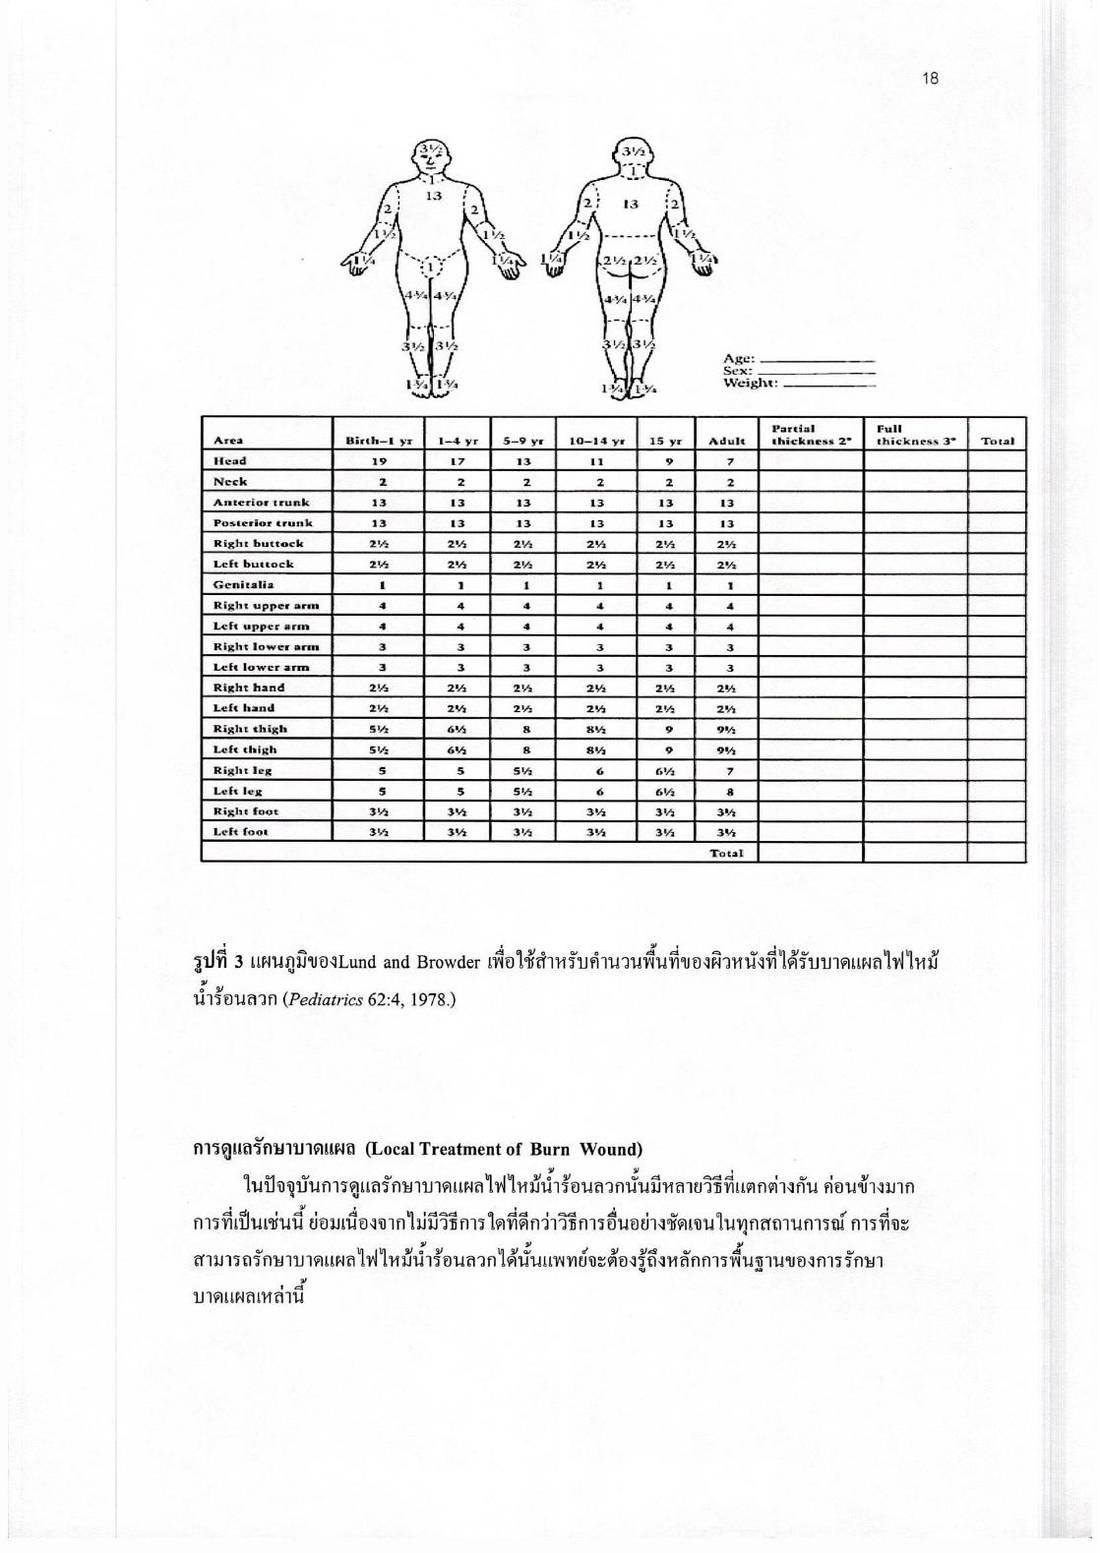 18
3½ 3½
1 1
13
2 2 2 13 2
1½ 1½ 1½ 1½
1¼ 1¼ 1¼ 1¼
1 2½ 2½
4¾ 4¾ 4¾ 4¾
3½ 3½ 3½ 3½
1¾ 1¾ 1¾ 1¾
Age:
Sex:
Weight:
Area Birth–1 yr 1–4 yr 5–9 yr 10–14 yr 15 yr Adult Partial thickness 2° Full thickness 3° Total
Head 19 17 13 11 9 7
Neck 2 2 2 2 2 2
Anterior trunk 13 13 13 13 13 13
Posterior trunk 13 13 13 13 13 13
Right buttock 2½ 2½ 2½ 2½ 2½ 2½
Left buttock 2½ 2½ 2½ 2½ 2½ 2½
Genitalia 1 1 1 1 1 1
Right upper arm 4 4 4 4 4 4
Left upper arm 4 4 4 4 4 4
Right lower arm 3 3 3 3 3 3
Left lower arm 3 3 3 3 3 3
Right hand 2½ 2½ 2½ 2½ 2½ 2½
Left hand 2½ 2½ 2½ 2½ 2½ 2½
Right thigh 5½ 6½ 8 8½ 9 9½
Left thigh 5½ 6½ 8 8½ 9 9½
Right leg 5 5 5½ 6 6½ 7
Left leg 5 5 5½ 6 6½ 8
Right foot 3½ 3½ 3½ 3½ 3½ 3½
Left foot 3½ 3½ 3½ 3½ 3½ 3½
Total
รูปที่ 3 แผนภูมิของLund and Browder เพื่อใช้สำหรับคำนวนพื้นที่ของผิวหนังที่ได้รับบาดแผลไฟไหม้
น้ำร้อนลวก (Pediatrics 62:4, 1978.)
การดูแลรักษาบาดแผล (Local Treatment of Burn Wound)
ในปัจจุบันการดูแลรักษาบาดแผลไฟไหม้น้ำร้อนลวกนั้นมีหลายวิธีที่แตกต่างกัน ค่อนข้างมาก
การที่เป็นเช่นนี้ ย่อมเนื่องจากไม่มีวิธีการใดที่ดีกว่าวิธีการอื่นอย่างชัดเจนในทุกสถานการณ์ การที่จะ
สามารถรักษาบาดแผลไฟไหม้น้ำร้อนลวกได้นั้นแพทย์จะต้องรู้ถึงหลักการพื้นฐานของการรักษา
บาดแผลเหล่านี้